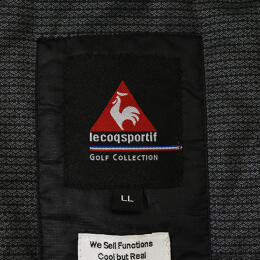 lecoqsportif
GOLF COLLECTION
LL
We Sell Functions
Cool but Real